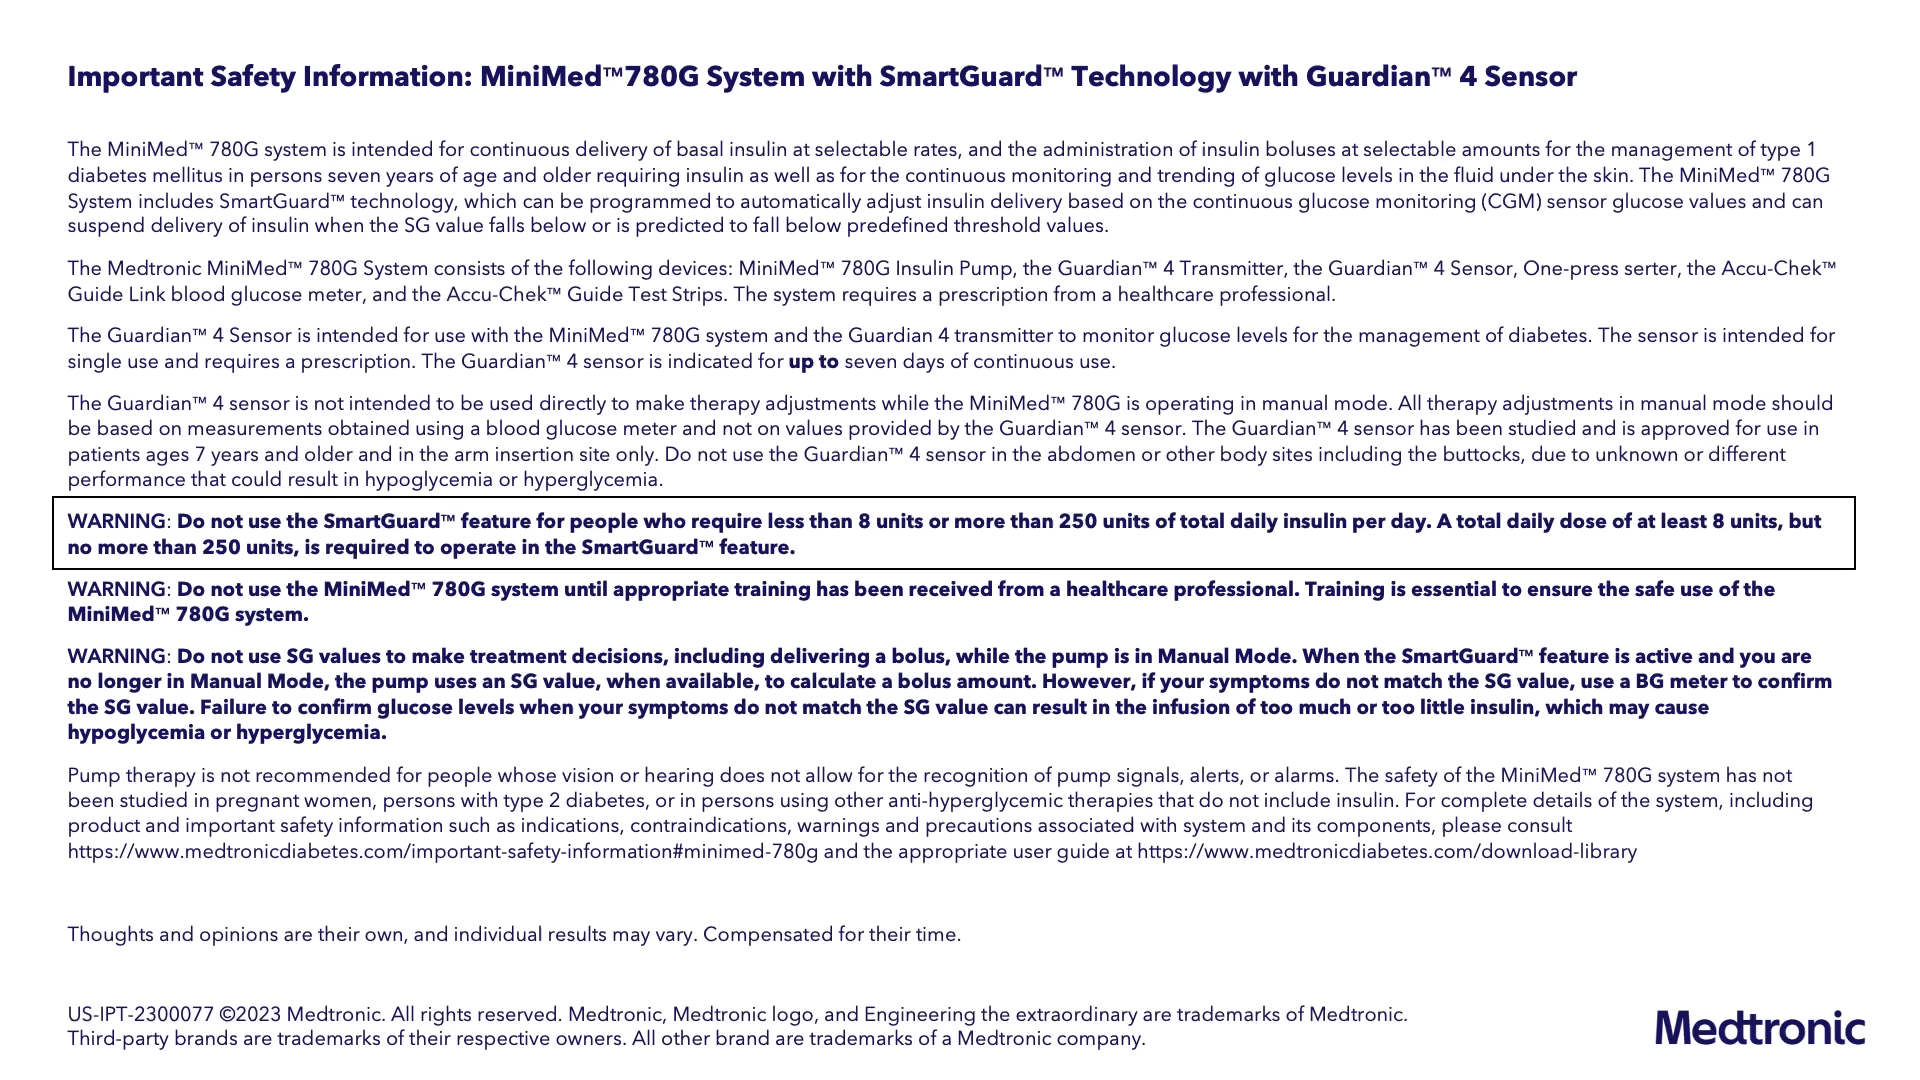 Important Safety Information: MiniMed™780G System with SmartGuard™ Technology with Guardian™ 4 Sensor
The MiniMed™ 780G system is intended for continuous delivery of basal insulin at selectable rates, and the administration of insulin boluses at selectable amounts for the management of type 1
diabetes mellitus in persons seven years of age and older requiring insulin as well as for the continuous monitoring and trending of glucose levels in the fluid under the skin. The MiniMed™ 780G
System includes SmartGuard™ technology, which can be programmed to automatically adjust insulin delivery based on the continuous glucose monitoring (CGM) sensor glucose values and can
suspend delivery of insulin when the SG value falls below or is predicted to fall below predefined threshold values.
The Medtronic MiniMed™ 780G System consists of the following devices: MiniMed™ 780G Insulin Pump, the Guardian™ 4 Transmitter, the Guardian™ 4 Sensor, One-press serter, the Accu-Chek™
Guide Link blood glucose meter, and the Accu-Chek™ Guide Test Strips. The system requires a prescription from a healthcare professional.
The Guardian™ 4 Sensor is intended for use with the MiniMed™ 780G system and the Guardian 4 transmitter to monitor glucose levels for the management of diabetes. The sensor is intended for
single use and requires a prescription. The Guardian™ 4 sensor is indicated for up to seven days of continuous use.
The Guardian™ 4 sensor is not intended to be used directly to make therapy adjustments while the MiniMed™ 780G is operating in manual mode. All therapy adjustments in manual mode should
be based on measurements obtained using a blood glucose meter and not on values provided by the Guardian™ 4 sensor. The Guardian™ 4 sensor has been studied and is approved for use in
patients ages 7 years and older and in the arm insertion site only. Do not use the Guardian™ 4 sensor in the abdomen or other body sites including the buttocks, due to unknown or different
performance that could result in hypoglycemia or hyperglycemia.
WARNING: Do not use the SmartGuard™ feature for people who require less than 8 units or more than 250 units of total daily insulin per day. A total daily dose of at least 8 units, but
no more than 250 units, is required to operate in the SmartGuard™ feature.
WARNING: Do not use the MiniMed™ 780G system until appropriate training has been received from a healthcare professional. Training is essential to ensure the safe use of the
MiniMed™ 780G system.
WARNING: Do not use SG values to make treatment decisions, including delivering a bolus, while the pump is in Manual Mode. When the SmartGuard™ feature is active and you are
no longer in Manual Mode, the pump uses an SG value, when available, to calculate a bolus amount. However, if your symptoms do not match the SG value, use a BG meter to confirm
the SG value. Failure to confirm glucose levels when your symptoms do not match the SG value can result in the infusion of too much or too little insulin, which may cause
hypoglycemia or hyperglycemia.
Pump therapy is not recommended for people whose vision or hearing does not allow for the recognition of pump signals, alerts, or alarms. The safety of the MiniMed™ 780G system has not
been studied in pregnant women, persons with type 2 diabetes, or in persons using other anti-hyperglycemic therapies that do not include insulin. For complete details of the system, including
product and important safety information such as indications, contraindications, warnings and precautions associated with system and its components, please consult
https://www.medtronicdiabetes.com/important-safety-information#minimed-780g and the appropriate user guide at https://www.medtronicdiabetes.com/download-library
Thoughts and opinions are their own, and individual results may vary. Compensated for their time.
US-IPT-2300077 ©2023 Medtronic. All rights reserved. Medtronic, Medtronic logo, and Engineering the extraordinary are trademarks of Medtronic.
Third-party brands are trademarks of their respective owners. All other brand are trademarks of a Medtronic company.
Medtronic